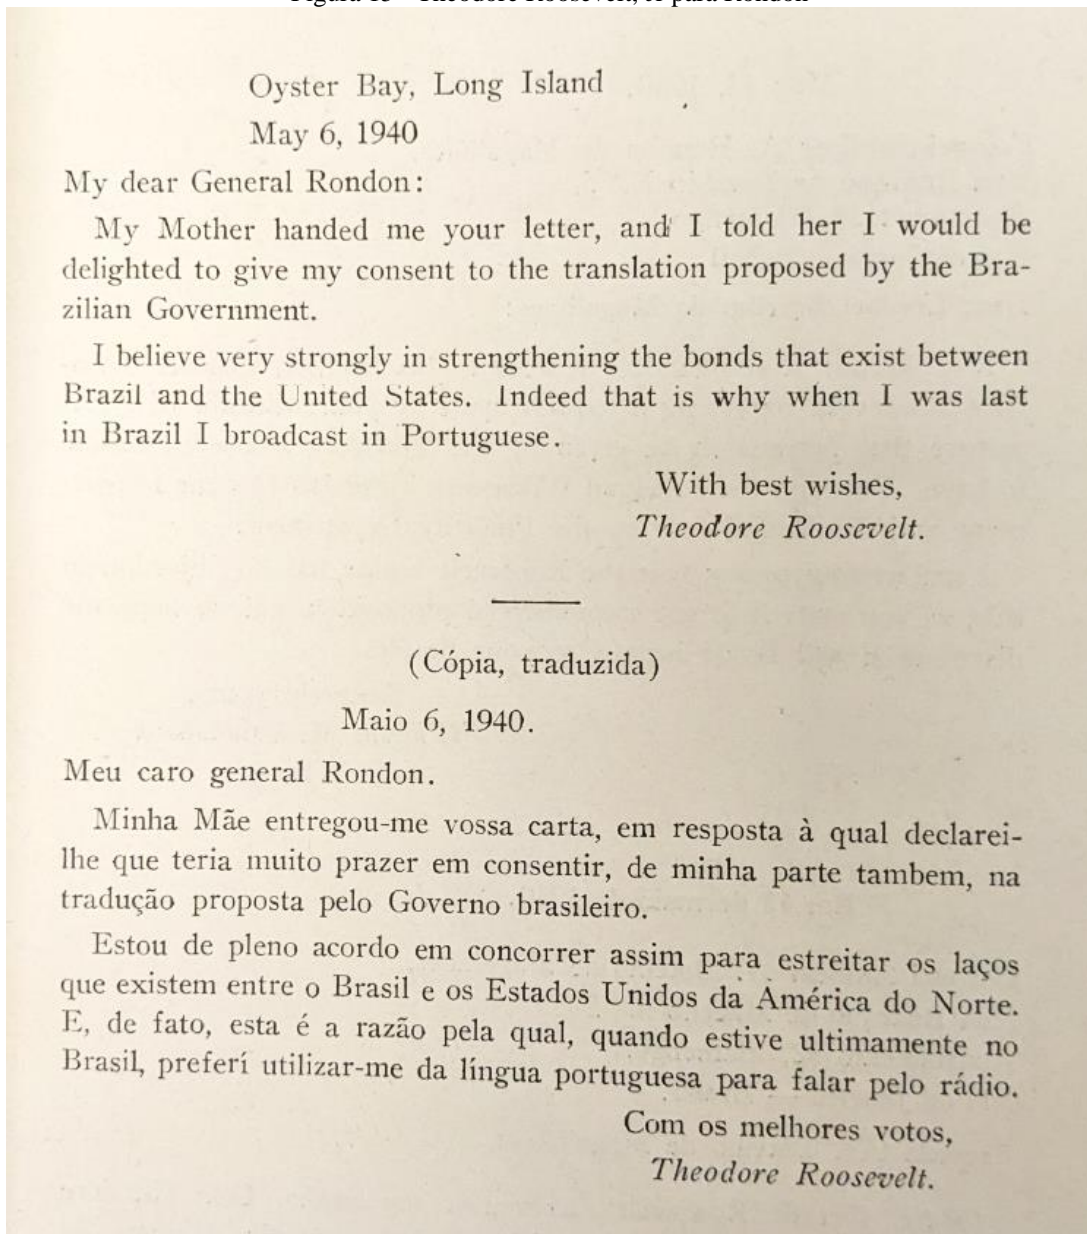 Oyster Bay, Long Island
May 6, 1940
My dear General Rondon:
My Mother handed me your letter, and I told her I would be
delighted to give my consent to the translation proposed by the Bra-
zilian Government.
I believe very strongly in strengthening the bonds that exist between
Brazil and the United States. Indeed that is why when I was last
in Brazil I broadcast in Portuguese.
With best wishes,
Theodore Roosevelt.
(Cópia, traduzida)
Maio 6, 1940.
Meu caro general Rondon.
Minha Mãe entregou-me vossa carta, em resposta à qual declarei-
lhe que teria muito prazer em consentir, de minha parte tambem, na
tradução proposta pelo Governo brasileiro.
Estou de pleno acordo em concorrer assim para estreitar os laços
que existem entre o Brasil e os Estados Unidos da América do Norte.
E, de fato, esta é a razão pela qual, quando estive ultimamente no
Brasil, preferí utilizar-me da língua portuguesa para falar pelo rádio.
Com os melhores votos,
Theodore Roosevelt.